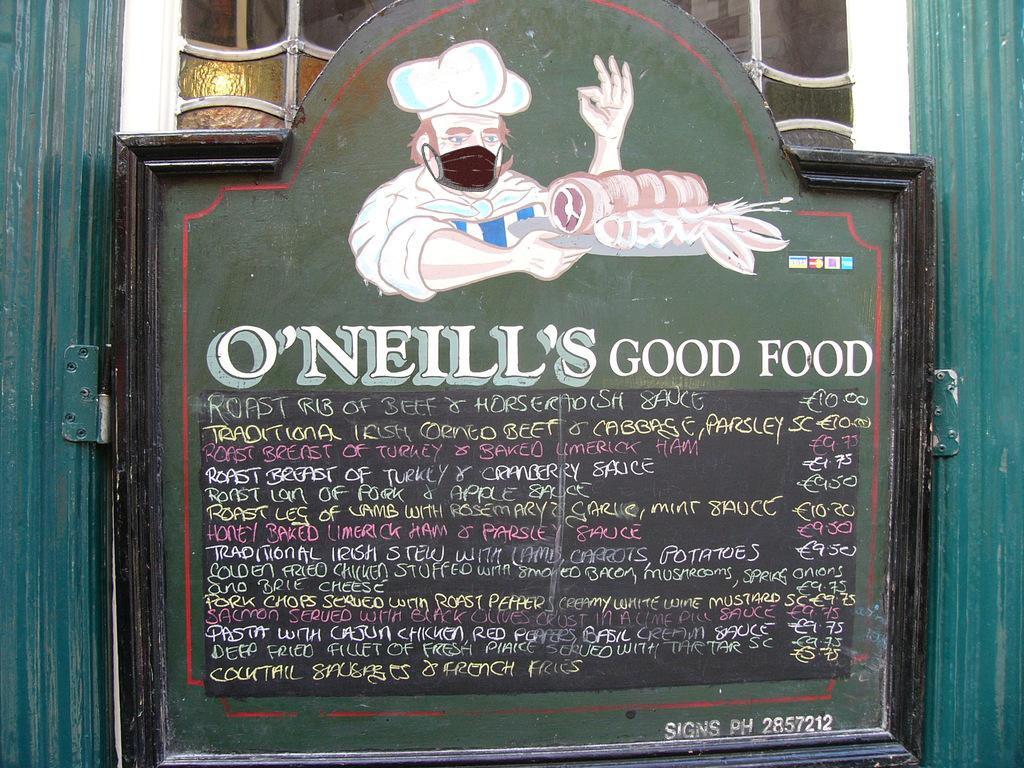 O'NEILL'S GOOD FOOD
ROAST RIB OF BEEF & HORSERADISH SAUCE €10.00
TRADITIONAL IRISH CORNED BEEF & CABBAGE, PARSLEY SC €10.00
ROAST BREAST OF TURKEY & BAKED LIMERICK HAM €9.75
ROAST BREAST OF TURKEY & CRANBERRY SAUCE €9.75
ROAST LOIN OF PORK & APPLE SAUCE €9.50
ROAST LEG OF LAMB WITH ROSEMARY & GARLIC, MINT SAUCE €10.20
HONEY BAKED LIMERICK HAM & PARSLEY SAUCE €9.50
TRADITIONAL IRISH STEW WITH LAMB, CARROTS, POTATOES €9.50
GOLDEN FRIED CHICKEN STUFFED WITH SMOKED BACON, MUSHROOMS, SPRING ONIONS
AND BRIE CHEESE €9.75
PORK CHOPS SERVED WITH ROAST PEPPERS CREAMY WHITE WINE MUSTARD SC €9.75
SALMON SERVED WITH BLACK OLIVES CRUST IN A LIME DILL SAUCE €9.75
PASTA WITH CAJUN CHICKEN, RED PEPPERS, BASIL CREAM SAUCE €9.75
DEEP FRIED FILLET OF FRESH PLAICE SERVED WITH TARTAR SC €9.75
COCKTAIL SAUSAGES & FRENCH FRIES
SIGNS PH 2857212